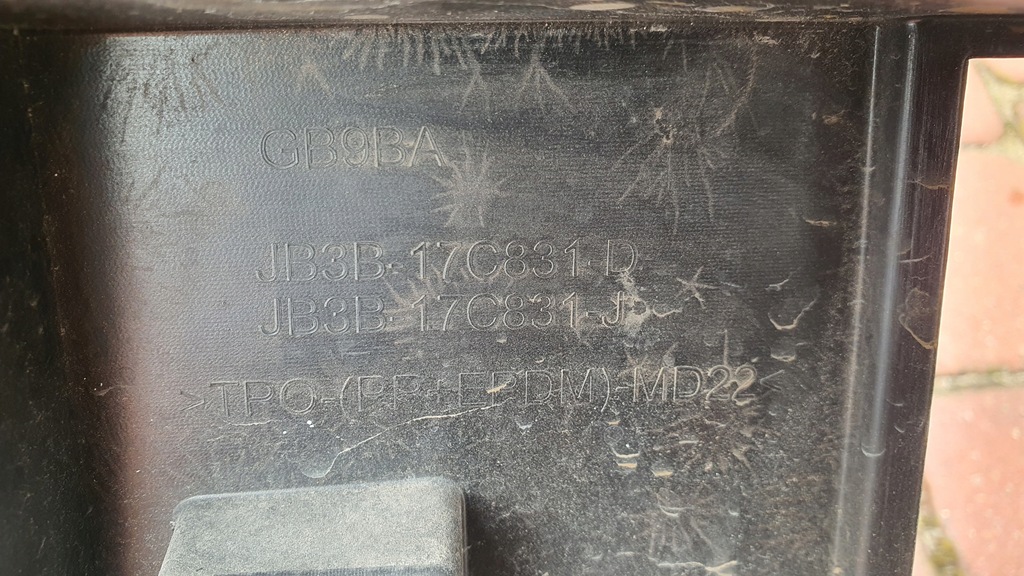 GB9BA
JB3B-17C831-D
JB3B-17C831-J
>TPO-(PP+EPDM)-MD22<